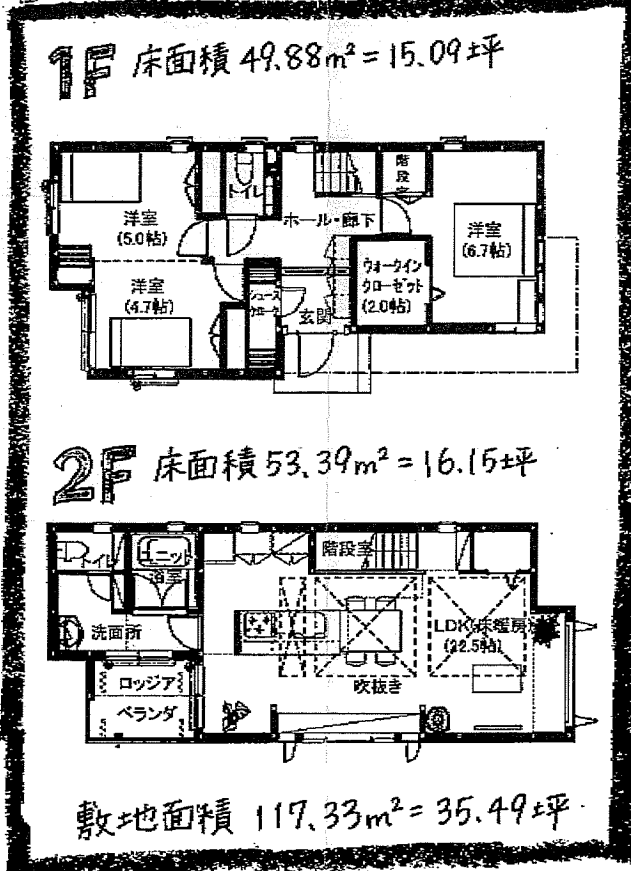 1F 床面積 49.88m²=15.09坪
階段室
トイレ
ホール・廊下
洋室
(5.0帖)
洋室
(6.7帖)
ウォークイン
クローゼット
(2.0帖)
洋室
(4.7帖)
シューズ
クローク
玄関
2F 床面積 53.39m²=16.15坪
トイレ
ユニット
浴室
階段室
洗面所
LDK(床暖房)
(22.5帖)
吹抜き
ロッジア
ベランダ
敷地面積 117.33m²=35.49坪